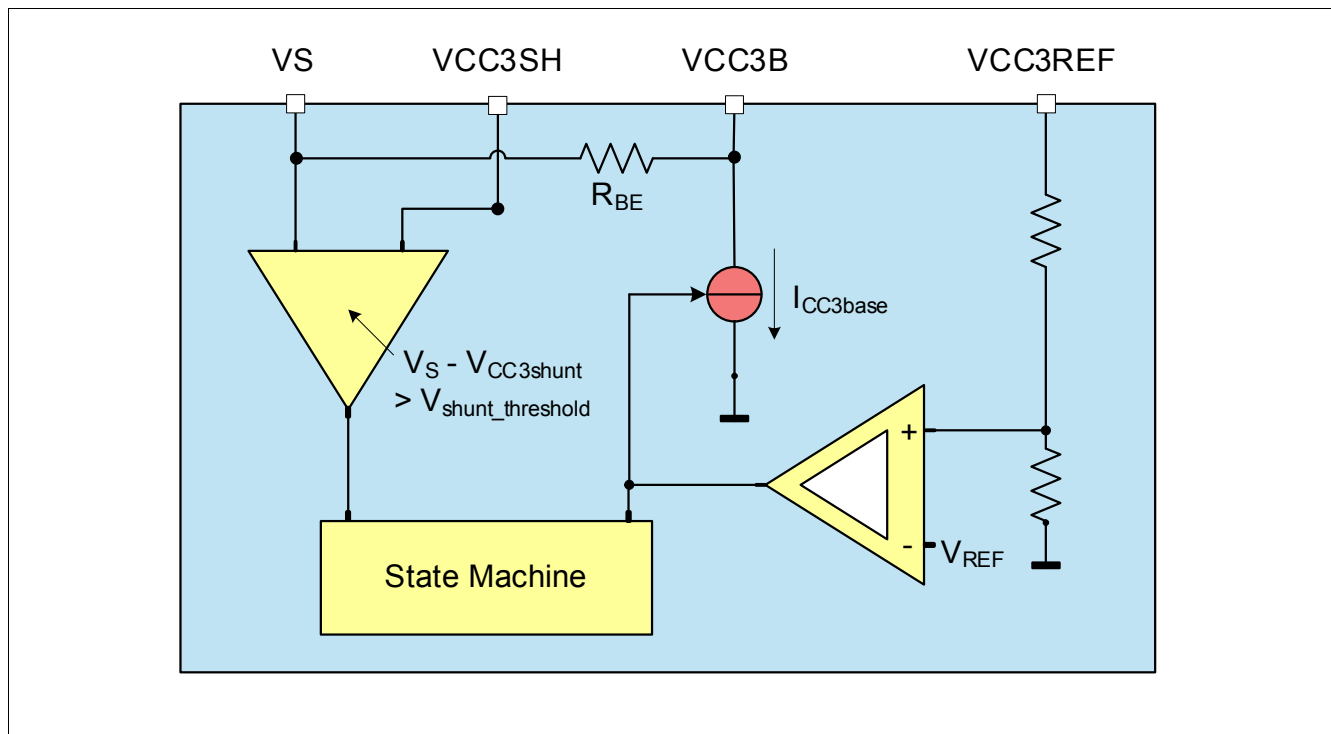 VS VCC3SH VCC3B VCC3REF
RBE
ICC3base
VS - VCC3shunt
> Vshunt_threshold
+
- VREF
State Machine